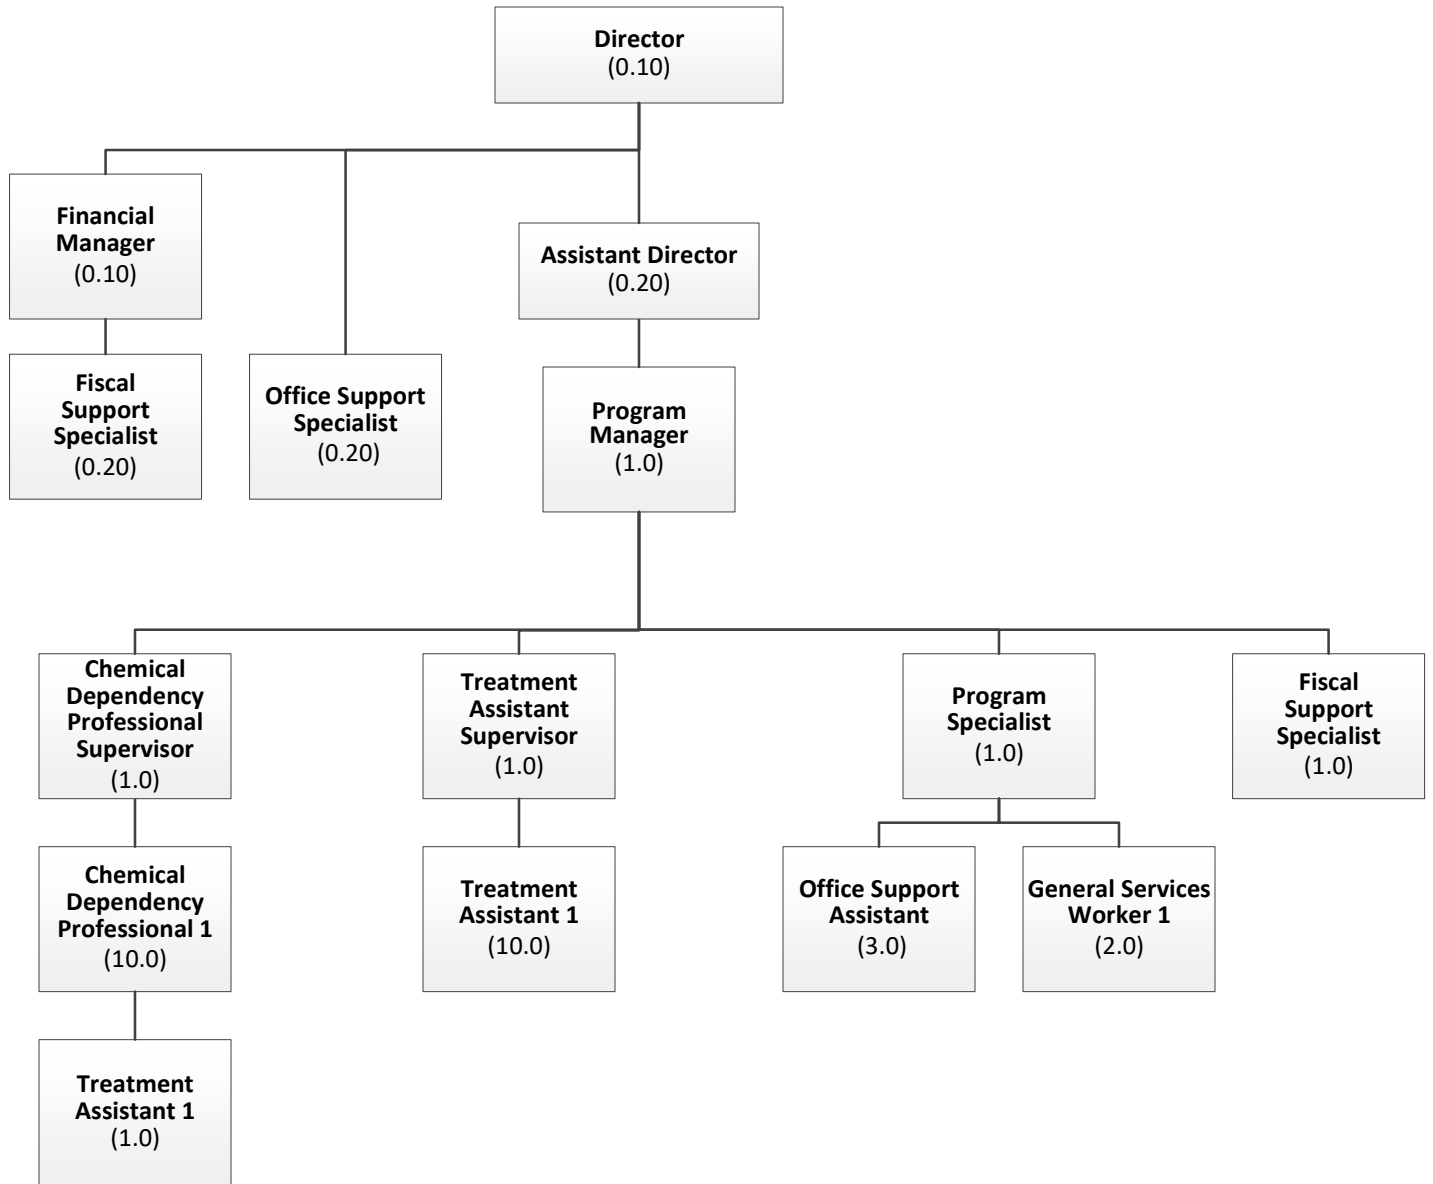 Director
(0.10)
Financial
Manager
(0.10)
Assistant Director
(0.20)
Fiscal
Support
Specialist
(0.20)
Office Support
Specialist
(0.20)
Program
Manager
(1.0)
Chemical
Dependency
Professional
Supervisor
(1.0)
Treatment
Assistant
Supervisor
(1.0)
Program
Specialist
(1.0)
Fiscal
Support
Specialist
(1.0)
Chemical
Dependency
Professional 1
(10.0)
Treatment
Assistant 1
(10.0)
Office Support
Assistant
(3.0)
General Services
Worker 1
(2.0)
Treatment
Assistant 1
(1.0)